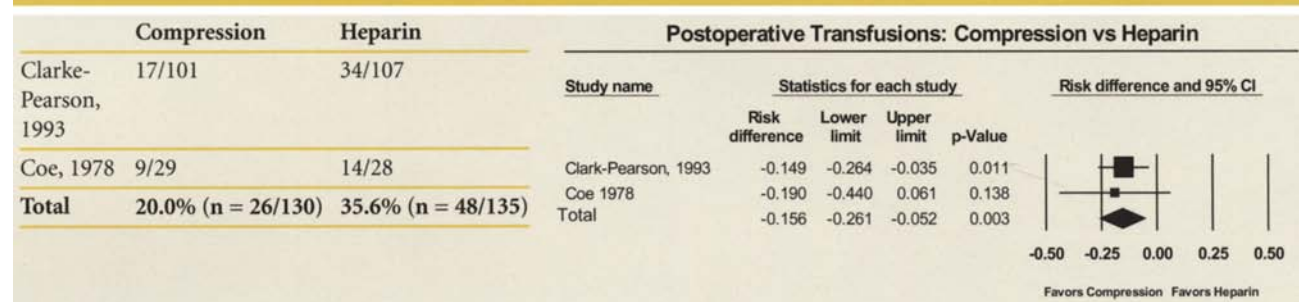 Compression Heparin
Clarke-Pearson, 1993 17/101 34/107
Coe, 1978 9/29 14/28
Total 20.0% (n = 26/130) 35.6% (n = 48/135)
Postoperative Transfusions: Compression vs Heparin
Study name Statistics for each study Risk difference and 95% CI
Risk difference Lower limit Upper limit p-Value
Clark-Pearson, 1993 -0.149 -0.264 -0.035 0.011
Coe 1978 -0.190 -0.440 0.061 0.138
Total -0.156 -0.261 -0.052 0.003
-0.50 -0.25 0.00 0.25 0.50
Favors Compression Favors Heparin